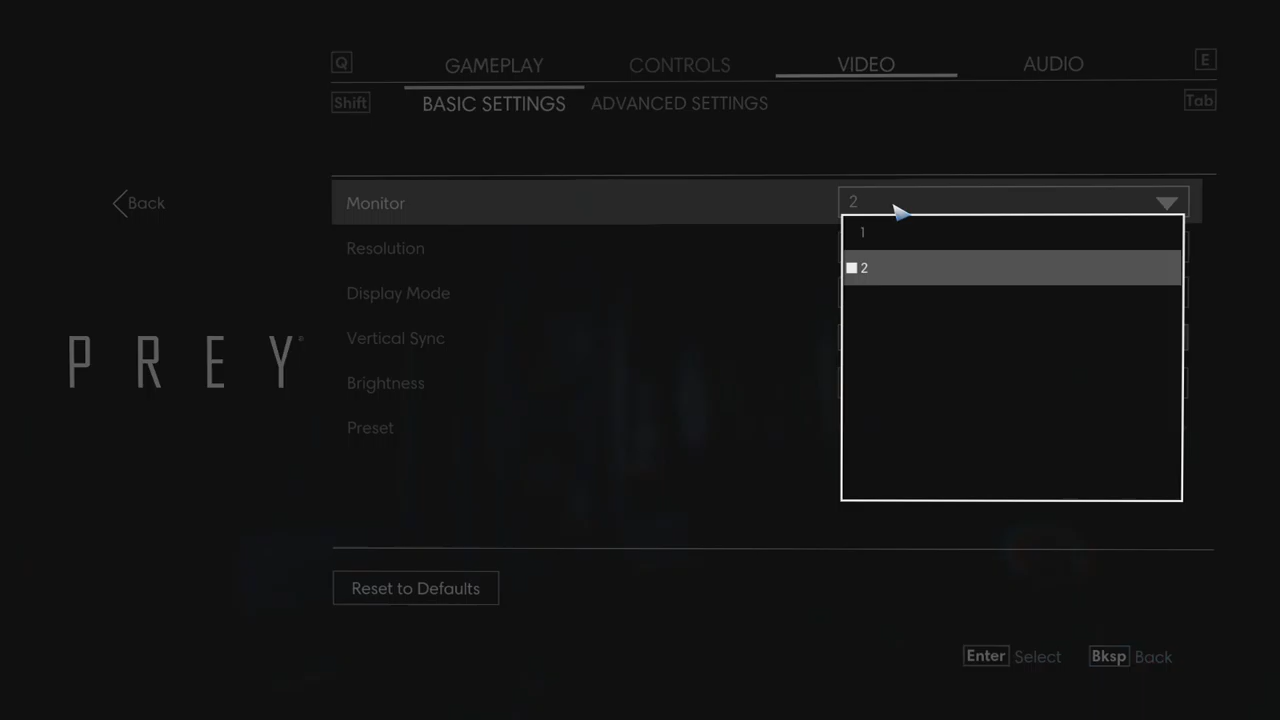 Q GAMEPLAY CONTROLS VIDEO AUDIO E
Shift BASIC SETTINGS ADVANCED SETTINGS Tab
Back
Monitor 2
1
Resolution
2
Display Mode
Vertical Sync
PREY®
Brightness
Preset
Reset to Defaults
Enter Select Bksp Back